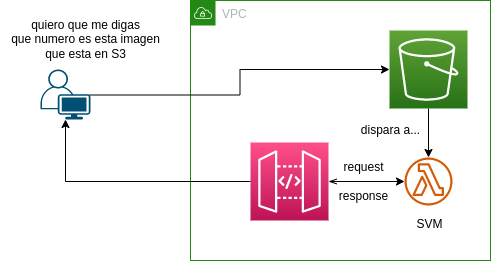 quiero que me digas
que numero es esta imagen
que esta en S3
VPC
dispara a...
request
response
SVM